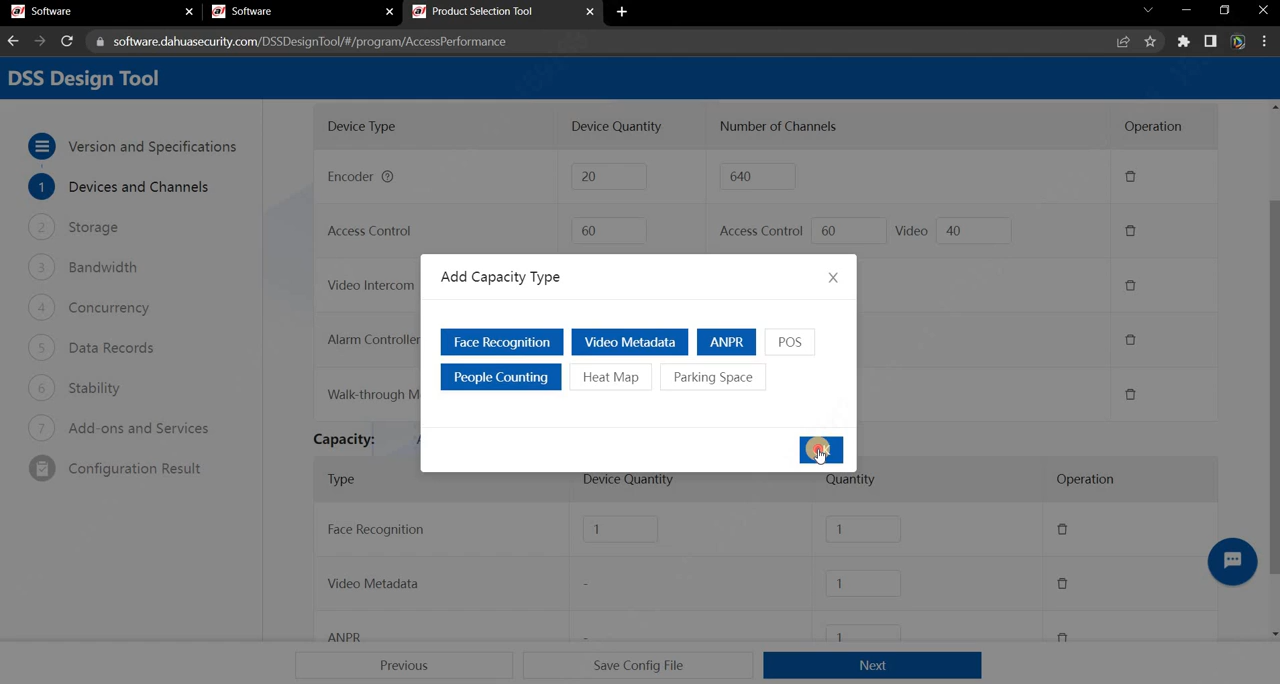 Software
Software
Product Selection Tool
software.dahuasecurity.com/DSSDesignTool/#/program/AccessPerformance
DSS Design Tool
Version and Specifications
1 Devices and Channels
2 Storage
3 Bandwidth
4 Concurrency
5 Data Records
6 Stability
7 Add-ons and Services
Configuration Result
Device Type Device Quantity Number of Channels Operation
Encoder 20 640
Access Control 60 Access Control 60 Video 40
Video Intercom
Alarm Controller
Walk-through
Add Capacity Type
Face Recognition Video Metadata ANPR POS
People Counting Heat Map Parking Space
Capacity:
Type Device Quantity Quantity Operation
Face Recognition 1 1
Video Metadata - 1
ANPR - 1
Previous Save Config File Next